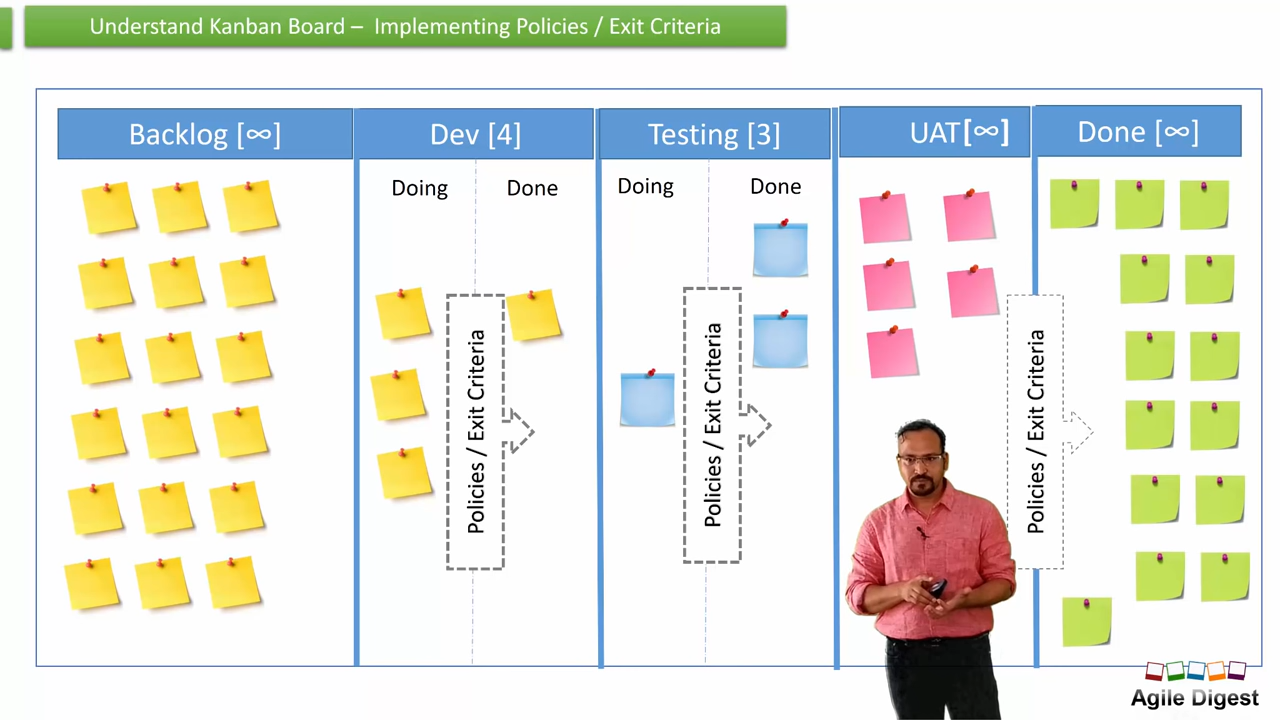 Understand Kanban Board – Implementing Policies / Exit Criteria
Backlog [∞]
Dev [4]
Testing [3]
UAT[∞]
Done [∞]
Doing
Done
Doing
Done
Policies / Exit Criteria
Policies / Exit Criteria
Policies / Exit Criteria
Agile Digest